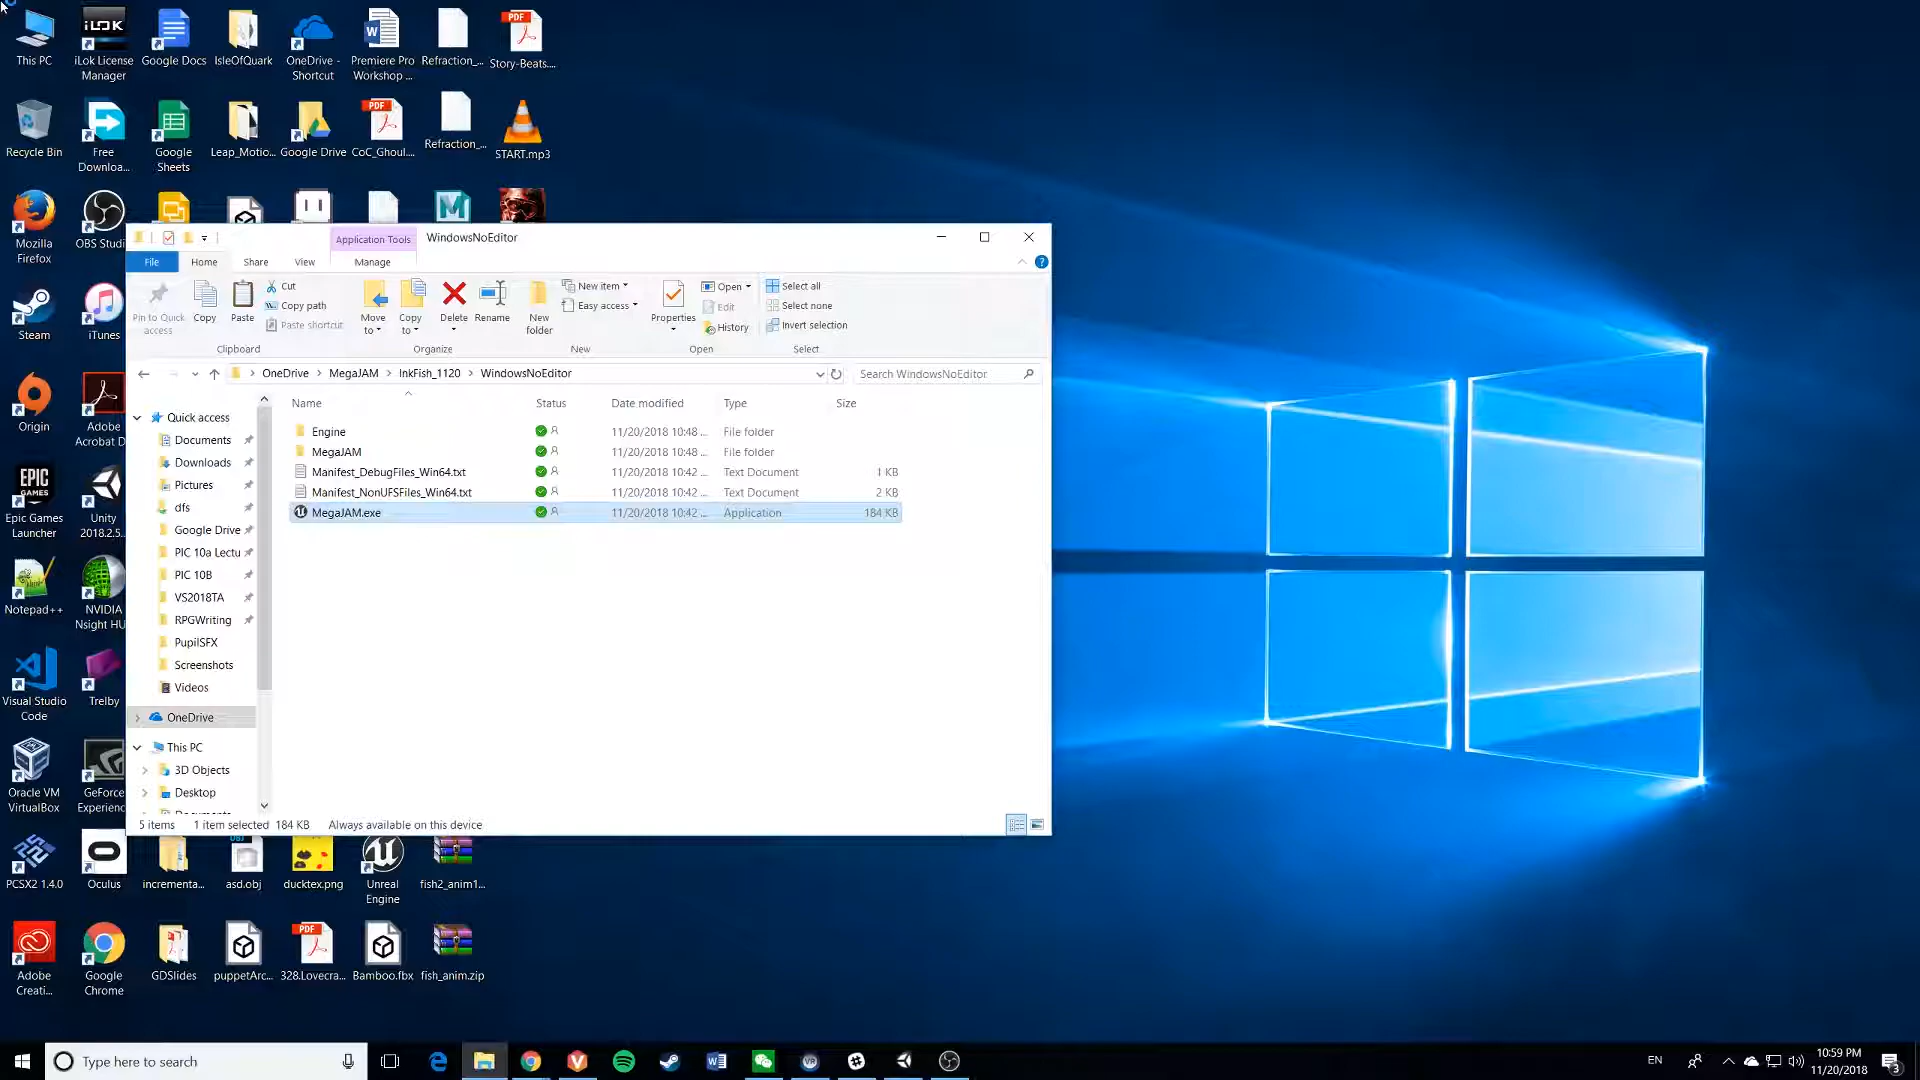 This PC
iLOK
iLok License
Manager
Google Docs
IsleOfQuark
OneDrive -
Shortcut
Premiere Pro
Workshop ...
Refraction_...
PDF
Story-Beats....
Recycle Bin
Free
Downloa...
Google
Sheets
Leap_Motio...
Google Drive
PDF
CoC_Ghoul....
Refraction_...
START.mp3
Mozilla
Firefox
OBS Studi
Steam
iTunes
Origin
Adobe
Acrobat D
EPIC
GAMES
Epic Games
Launcher
Unity
2018.2.5...
Notepad++
NVIDIA
Nsight HU
Visual Studio
Code
Trelby
Oracle VM
VirtualBox
GeForce
Experienc
PCSX2 1.4.0
Oculus
incrementa...
OBJ
asd.obj
ducktex.png
Unreal
Engine
fish2_anim1...
Adobe
Creati...
Google
Chrome
GDSlides
puppetArc...
PDF
328.Lovecra...
Bamboo.fbx
fish_anim.zip
Application Tools
WindowsNoEditor
File
Home
Share
View
Manage
Pin to Quick
access
Copy
Paste
Cut
Copy path
Paste shortcut
Clipboard
Move
to
Copy
to
Delete
Rename
Organize
New
folder
New item
Easy access
New
Properties
Open
Edit
History
Open
Select all
Select none
Invert selection
Select
OneDrive > MegaJAM > InkFish_1120 > WindowsNoEditor
Search WindowsNoEditor
Name Status Date modified Type Size
Engine 11/20/2018 10:48 ... File folder
MegaJAM 11/20/2018 10:48 ... File folder
Manifest_DebugFiles_Win64.txt 11/20/2018 10:42 ... Text Document 1 KB
Manifest_NonUFSFiles_Win64.txt 11/20/2018 10:42 ... Text Document 2 KB
MegaJAM.exe 11/20/2018 10:42 ... Application 184 KB
Quick access
Documents
Downloads
Pictures
dfs
Google Drive
PIC 10a Lectu
PIC 10B
VS2018TA
RPGWriting
PupilSFX
Screenshots
Videos
OneDrive
This PC
3D Objects
Desktop
5 items 1 item selected 184 KB Always available on this device
Type here to search
EN
10:59 PM
11/20/2018
3